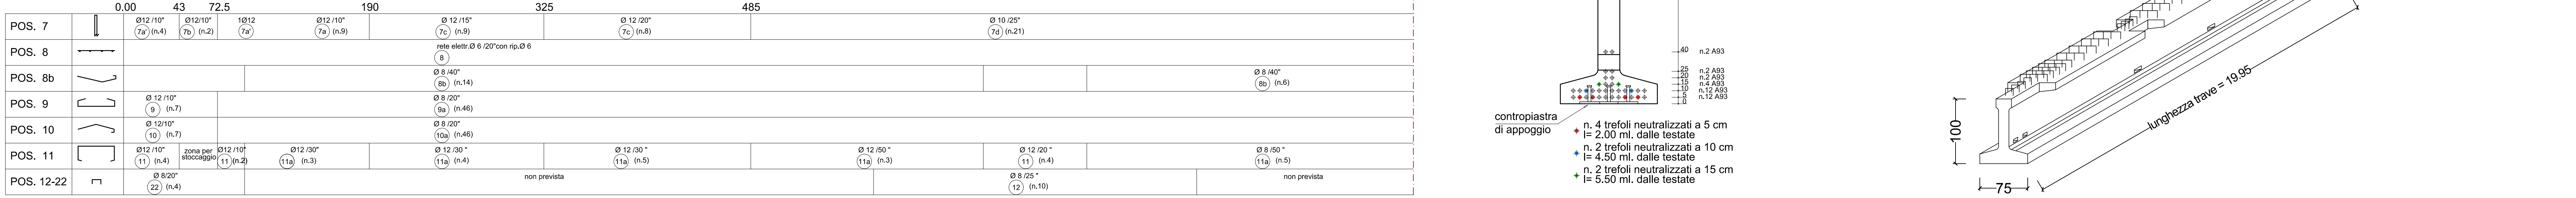 0.00 43 72.5 190 325 485
POS. 7 Ø12 /10" Ø12/10" 1Ø12 Ø12 /10" Ø 12 /15" Ø 12 /20" Ø 10 /25"
7a' (n.4) 7b (n.2) 7a' 7a (n.9) 7c (n.9) 7c (n.8) 7d (n.21)
POS. 8 rete elettr.Ø 6 /20"con rip.Ø 6
8
POS. 8b Ø 8 /40" Ø 8 /40"
8b (n.14) 8b (n.6)
POS. 9 Ø 12 /10" Ø 8 /20"
9 (n.7) 9a (n.46)
POS. 10 Ø 12/10" Ø 8 /20"
10 (n.7) 10a (n.46)
POS. 11 Ø12 /10" zona per stoccaggio Ø12 /10" Ø 12 /30" Ø 12 /30 " Ø 12 /30 " Ø 12 /50 " Ø 12 /20 " Ø 8 /50 "
11 (n.4) 11 (n.2) 11a (n.3) 11a (n.4) 11a (n.5) 11a (n.3) 11 (n.4) 11a (n.5)
POS. 12-22 Ø 8/20" non prevista Ø 8 /25 " non prevista
22 (n.4) 12 (n.10)
40 n.2 A93
25 n.2 A93
20 n.2 A93
15 n.4 A93
10 n.12 A93
5 n.12 A93
0
contropiastra
di appoggio
n. 4 trefoli neutralizzati a 5 cm
l= 2.00 ml. dalle testate
n. 2 trefoli neutralizzati a 10 cm
l= 4.50 ml. dalle testate
n. 2 trefoli neutralizzati a 15 cm
l= 5.50 ml. dalle testate
lunghezza trave = 19.95
100
75